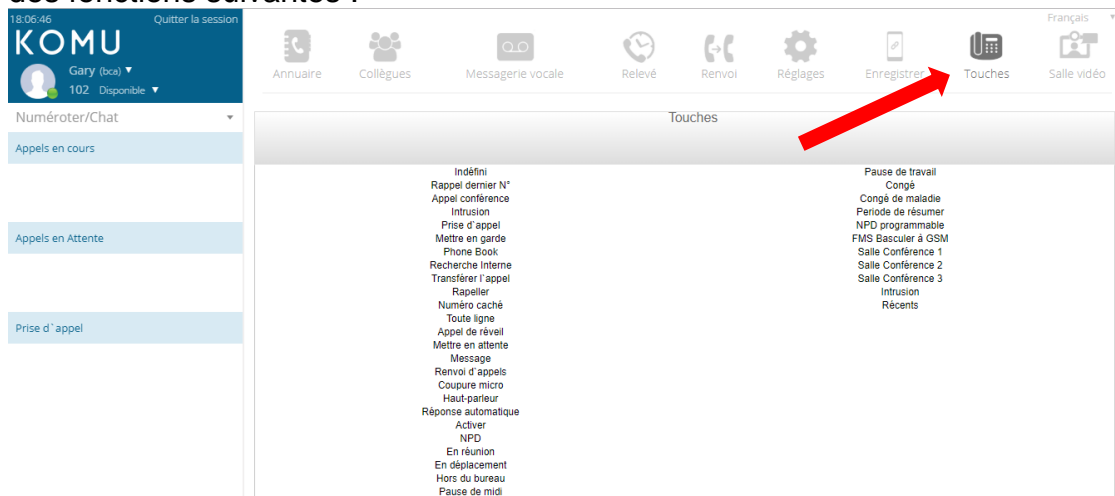 des fonctions suivantes :
18:06:46 Quitter la session
Français
KOMU
Gary (bca)
102 Disponible
Annuaire Collègues Messagerie vocale Relevé Renvoi Réglages Enregistrer Touches Salle vidéo
Numéroter/Chat
Appels en cours
Appels en Attente
Prise d`appel
Touches
Indéfini
Rappel dernier N°
Appel conférence
Intrusion
Prise d`appel
Mettre en garde
Phone Book
Recherche Interne
Transférer l`appel
Rapeller
Numéro caché
Toute ligne
Appel de réveil
Mettre en attente
Message
Renvoi d`appels
Coupure micro
Haut-parleur
Réponse automatique
Activer
NPD
En réunion
En déplacement
Hors du bureau
Pause de midi
Pause de travail
Congé
Congé de maladie
Periode de résumer
NPD programmable
FMS Basculer á GSM
Salle Conférence 1
Salle Conférence 2
Salle Conférence 3
Intrusion
Récents